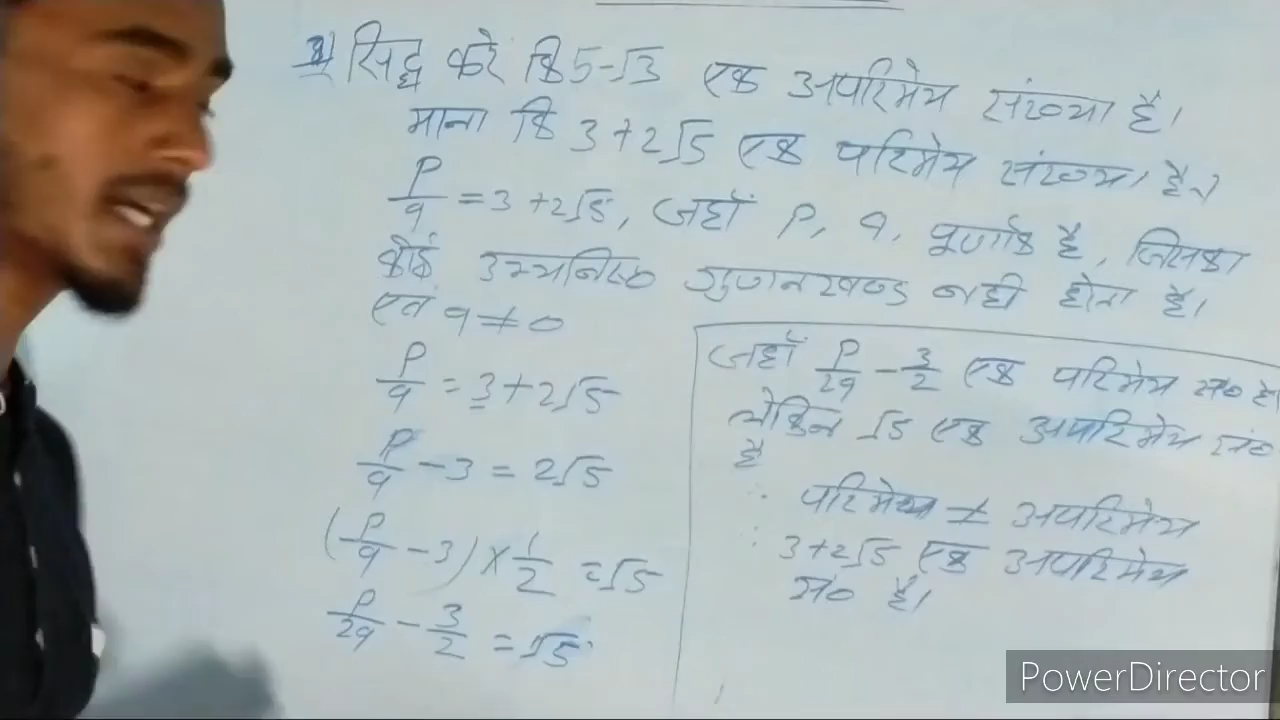 3) सिद्ध करें कि 5-√3 एक अपरिमेय संख्या है।
माना कि 3+2√5 एक परिमेय संख्या है।
P/q = 3+2√5, जहाँ P, q, पूर्णांक है, जिसका
कोई उभयनिष्ठ गुणनखण्ड नही होता है।
एवं q≠0
P/q = 3+2√5
P/q - 3 = 2√5
(P/q - 3) × 1/2 = √5
P/2q - 3/2 = √5
जहाँ P/2q - 3/2 एक परिमेय सं० है
लेकिन √5 एक अपरिमेय सं०
है
∴ परिमेय ≠ अपरिमेय
∴ 3+2√5 एक अपरिमेय
सं० है।
PowerDirector